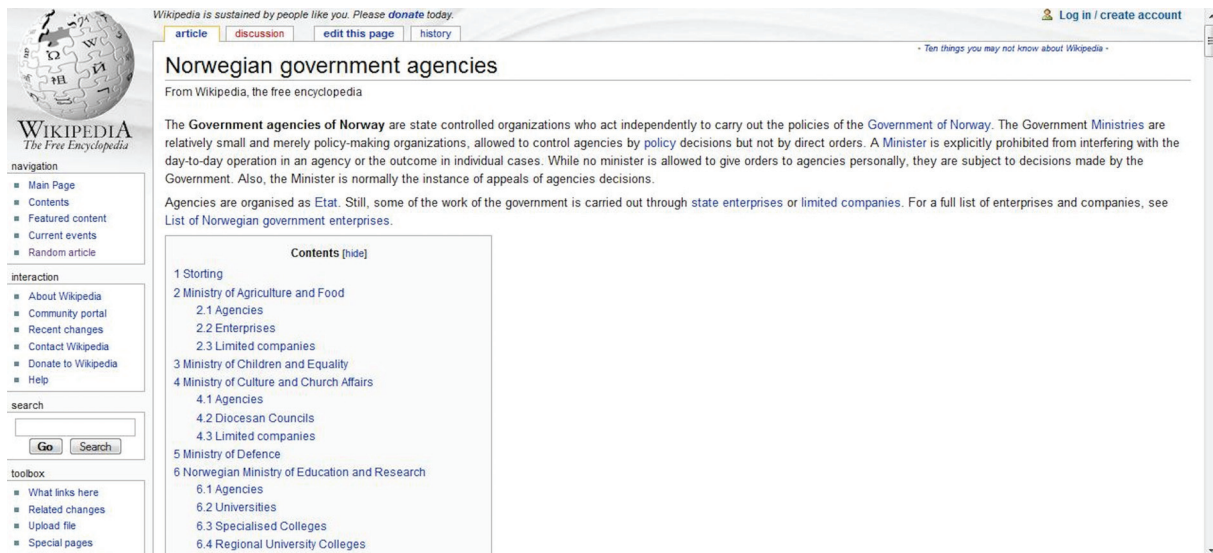 Wikipedia is sustained by people like you. Please donate today.
Log in / create account
article discussion edit this page history
- Ten things you may not know about Wikipedia -
WIKIPEDIA
The Free Encyclopedia
navigation
Main Page
Contents
Featured content
Current events
Random article
interaction
About Wikipedia
Community portal
Recent changes
Contact Wikipedia
Donate to Wikipedia
Help
search
Go Search
toolbox
What links here
Related changes
Upload file
Special pages
Norwegian government agencies
From Wikipedia, the free encyclopedia
The Government agencies of Norway are state controlled organizations who act independently to carry out the policies of the Government of Norway. The Government Ministries are
relatively small and merely policy-making organizations, allowed to control agencies by policy decisions but not by direct orders. A Minister is explicitly prohibited from interfering with the
day-to-day operation in an agency or the outcome in individual cases. While no minister is allowed to give orders to agencies personally, they are subject to decisions made by the
Government. Also, the Minister is normally the instance of appeals of agencies decisions.
Agencies are organised as Etat. Still, some of the work of the government is carried out through state enterprises or limited companies. For a full list of enterprises and companies, see
List of Norwegian government enterprises.
Contents [hide]
1 Storting
2 Ministry of Agriculture and Food
2.1 Agencies
2.2 Enterprises
2.3 Limited companies
3 Ministry of Children and Equality
4 Ministry of Culture and Church Affairs
4.1 Agencies
4.2 Diocesan Councils
4.3 Limited companies
5 Ministry of Defence
6 Norwegian Ministry of Education and Research
6.1 Agencies
6.2 Universities
6.3 Specialised Colleges
6.4 Regional University Colleges